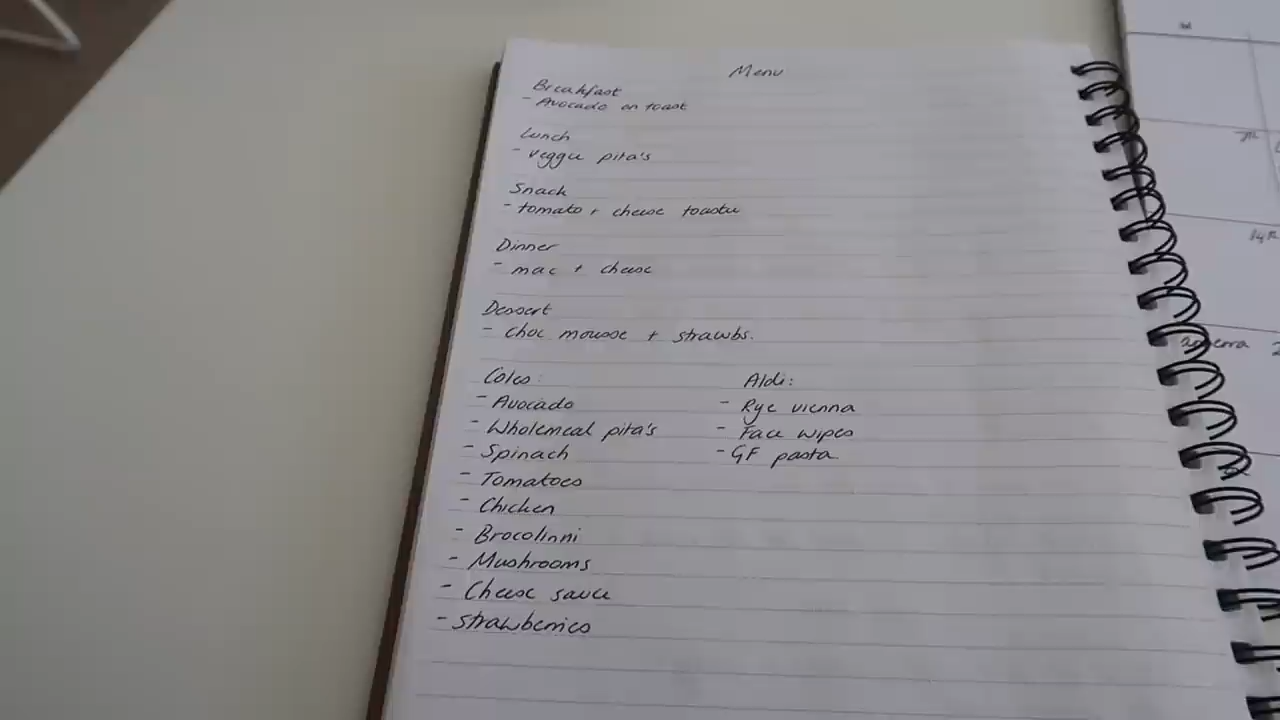 Menu
Breakfast
- Avocado on toast
Lunch
- veggie pita's
Snack
- tomato + cheese toastie
Dinner
- mac + cheese
Dessert
- choc mousse + strawbs.
Coles:
- Avocado
- Wholemeal pita's
- Spinach
- Tomatoes
- Chicken
- Brocolinni
- Mushrooms
- Cheese sauce
- Strawberries
Aldi:
- Rye vienna
- Face wipes
- GF pasta
14th